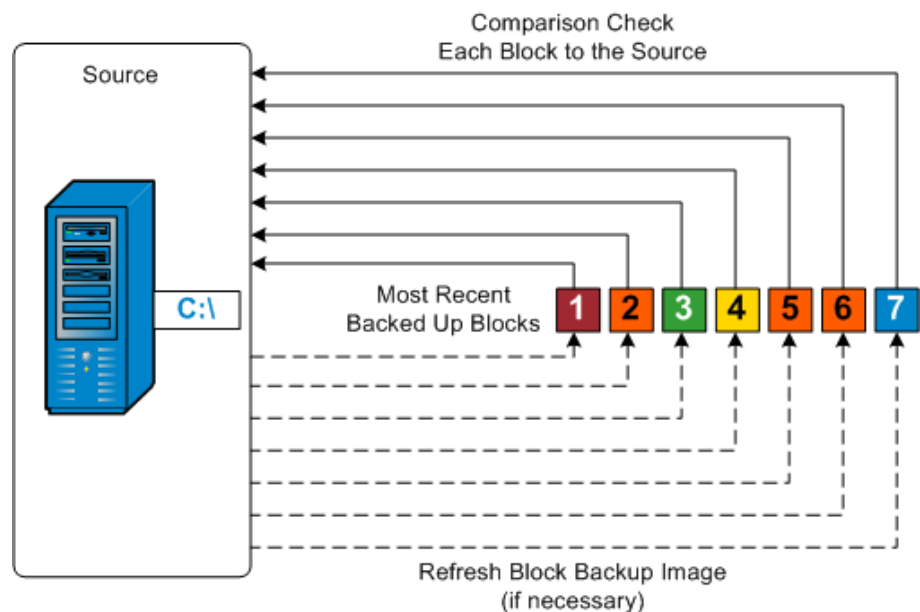 Comparison Check
Each Block to the Source
Source
C:\
Most Recent
Backed Up Blocks
1 2 3 4 5 6 7
Refresh Block Backup Image
(if necessary)